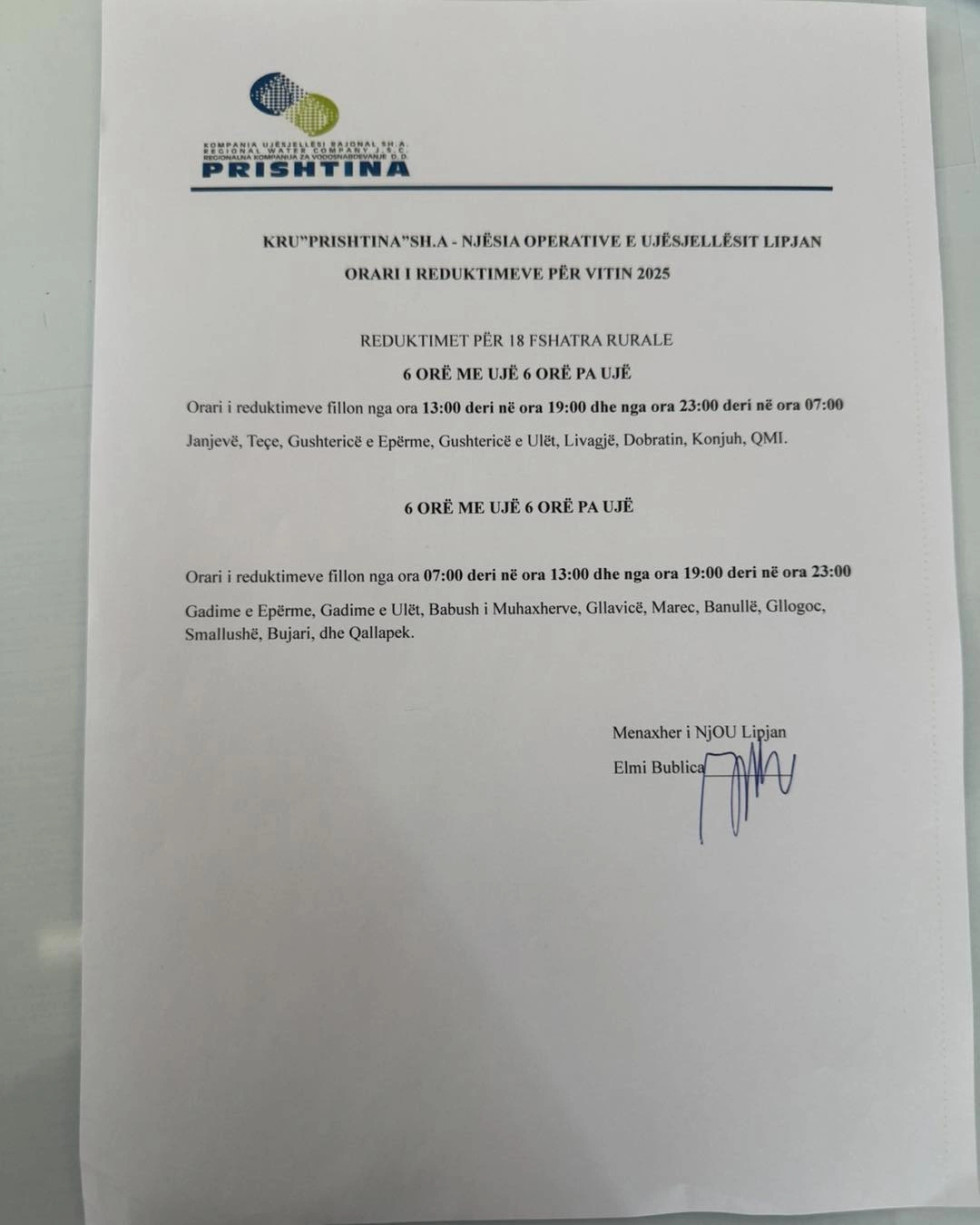 KOMPANIA UJËSJELLËSI RAJONAL SH.A.
REGIONAL WATER COMPANY J.S.C.
REGIONALNA KOMPANIJA ZA VODOSNABDEVANJE D.D.
PRISHTINA
KRU”PRISHTINA”SH.A - NJËSIA OPERATIVE E UJËSJELLËSIT LIPJAN
ORARI I REDUKTIMEVE PËR VITIN 2025
REDUKTIMET PËR 18 FSHATRA RURALE
6 ORË ME UJË 6 ORË PA UJË
Orari i reduktimeve fillon nga ora 13:00 deri në ora 19:00 dhe nga ora 23:00 deri në ora 07:00
Janjevë, Teçe, Gushtericë e Epërme, Gushtericë e Ulët, Livagjë, Dobratin, Konjuh, QMI.
6 ORË ME UJË 6 ORË PA UJË
Orari i reduktimeve fillon nga ora 07:00 deri në ora 13:00 dhe nga ora 19:00 deri në ora 23:00
Gadime e Epërme, Gadime e Ulët, Babush i Muhaxherve, Gllavicë, Marec, Banullë, Gllogoc,
Smallushë, Bujari, dhe Qallapek.
Menaxher i NjOU Lipjan
Elmi Bublica